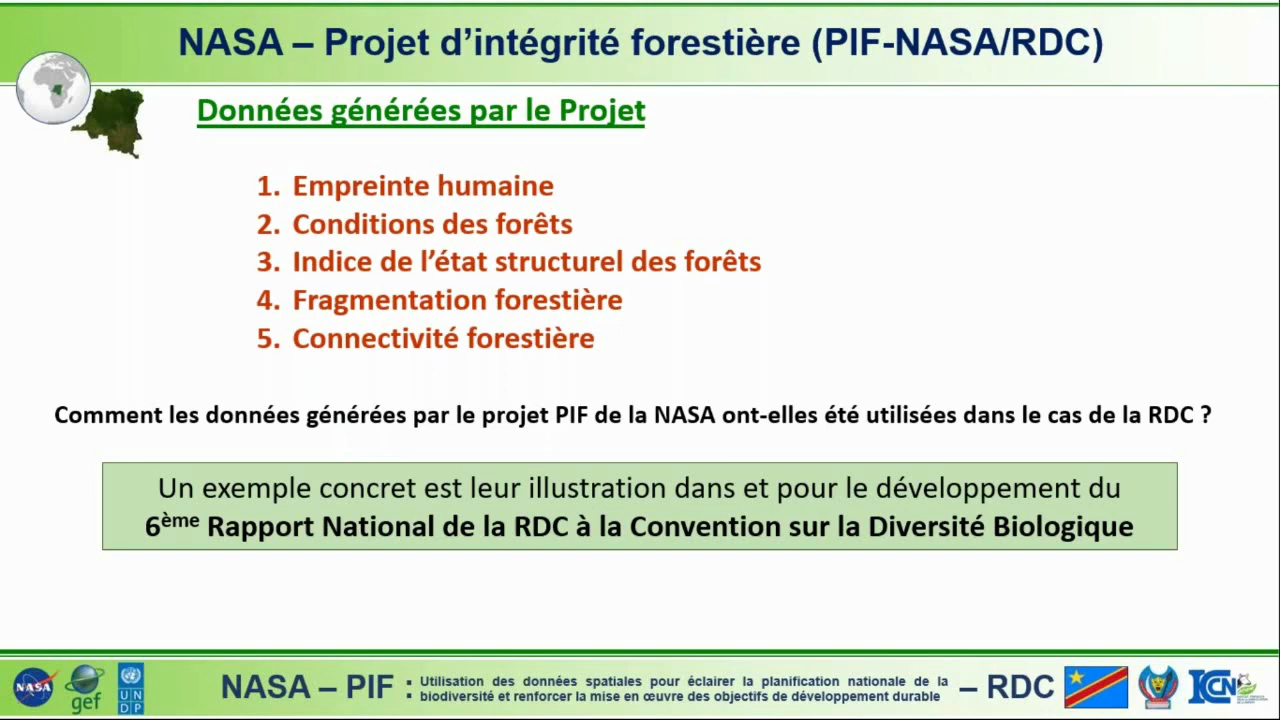 NASA – Projet d’intégrité forestière (PIF-NASA/RDC)
Données générées par le Projet
1. Empreinte humaine
2. Conditions des forêts
3. Indice de l’état structurel des forêts
4. Fragmentation forestière
5. Connectivité forestière
Comment les données générées par le projet PIF de la NASA ont-elles été utilisées dans le cas de la RDC ?
Un exemple concret est leur illustration dans et pour le développement du
6ème Rapport National de la RDC à la Convention sur la Diversité Biologique
NASA
gef
U N
D P
NASA – PIF :
Utilisation des données spatiales pour éclairer la planification nationale de la
biodiversité et renforcer la mise en œuvre des objectifs de développement durable
– RDC
ICCN